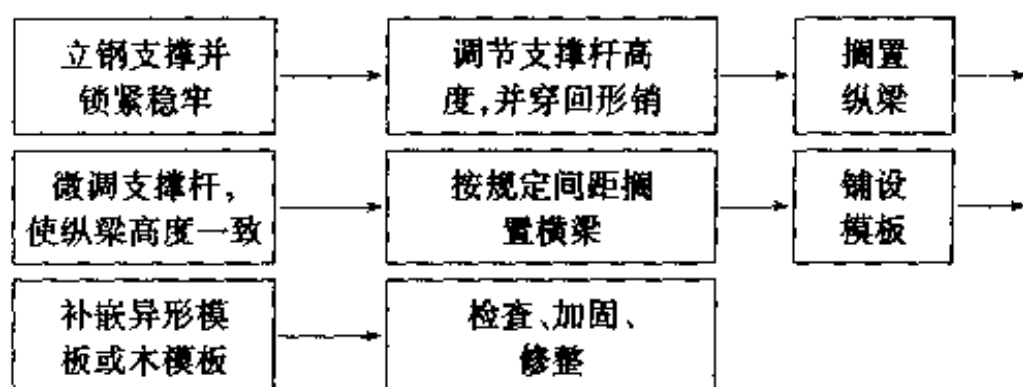 立钢支撑并
锁紧稳牢
调节支撑杆高
度,并穿回形销
搁置
纵梁
微调支撑杆,
使纵梁高度一致
按规定间距搁
置横梁
铺设
模板
补嵌异形模
板或木模板
检查、加固、
修整